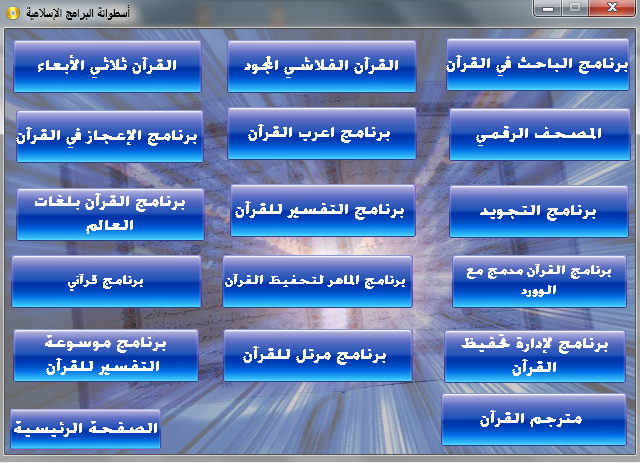 أسطوانة البرامج الإسلامية
برنامج الباحث في القرآن
القرآن الفلاشي المجود
القرآن ثلاثي الأبعاء
المصحف الرقمي
برنامج اعرب القرآن
برنامج الإعجاز في القرآن
برنامج التجويد
برنامج التفسير للقرآن
برنامج القرآن بلغات
العالم
برنامج القرآن مدمج مع
الوورد
برنامج الماهر لتحفيظ القرآن
برنامج قرآني
برنامج لإدارة تحفيظ
القرآن
برنامج مرتل للقرآن
برنامج موسوعة
التفسير للقرآن
مترجم القرآن
الصفحة الرئيسية